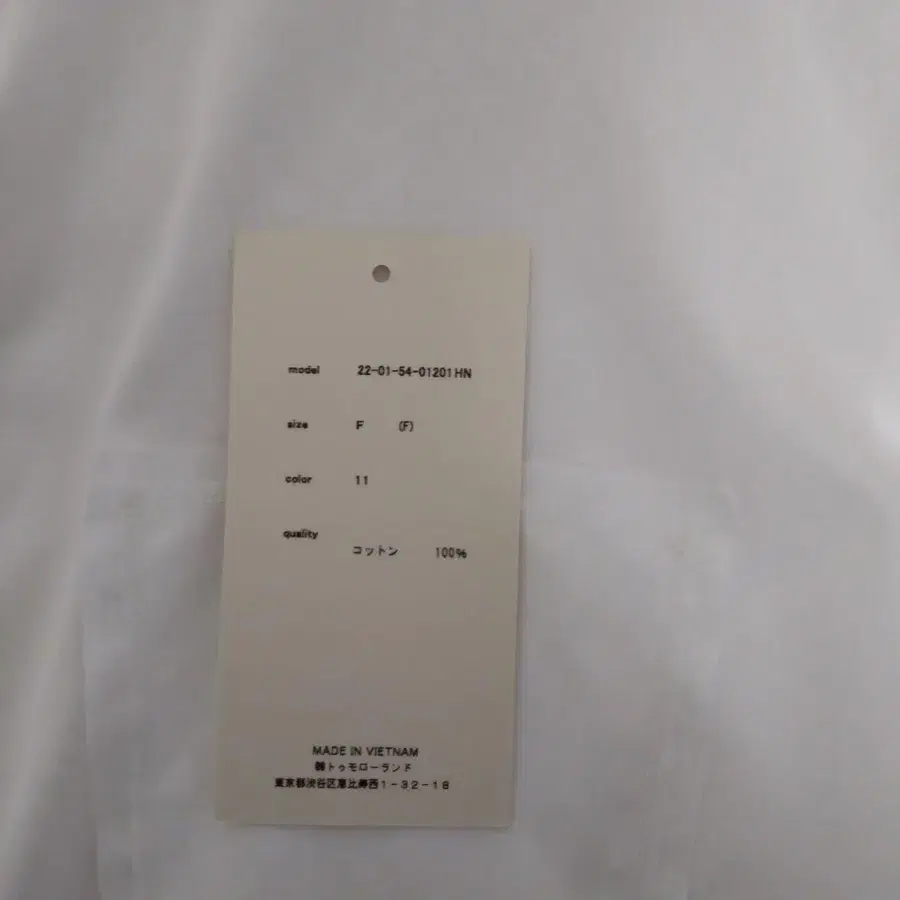 model 22-01-54-01201HN
size F (F)
color 11
quality
コットン 100%
MADE IN VIETNAM
㈱トゥモローランド
東京都渋谷区恵比寿西1-32-18